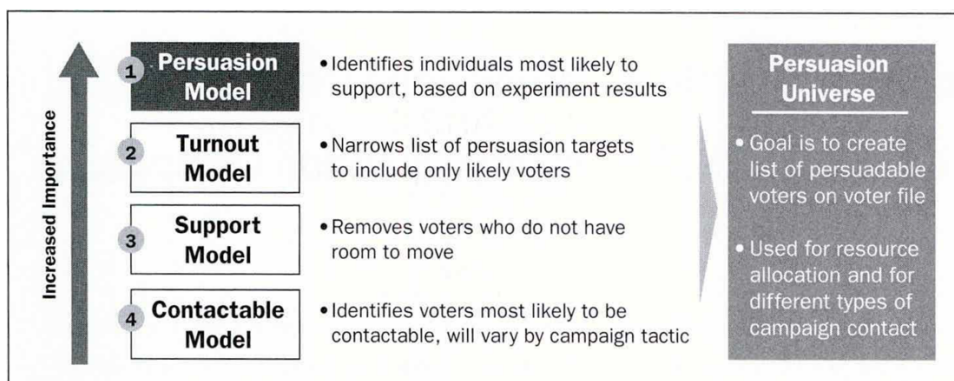 Increased Importance
1
Persuasion
Model
• Identifies individuals most likely to
support, based on experiment results
2
Turnout
Model
• Narrows list of persuasion targets
to include only likely voters
3
Support
Model
• Removes voters who do not have
room to move
4
Contactable
Model
• Identifies voters most likely to be
contactable, will vary by campaign tactic
Persuasion
Universe
• Goal is to create
list of persuadable
voters on voter file
• Used for resource
allocation and for
different types of
campaign contact